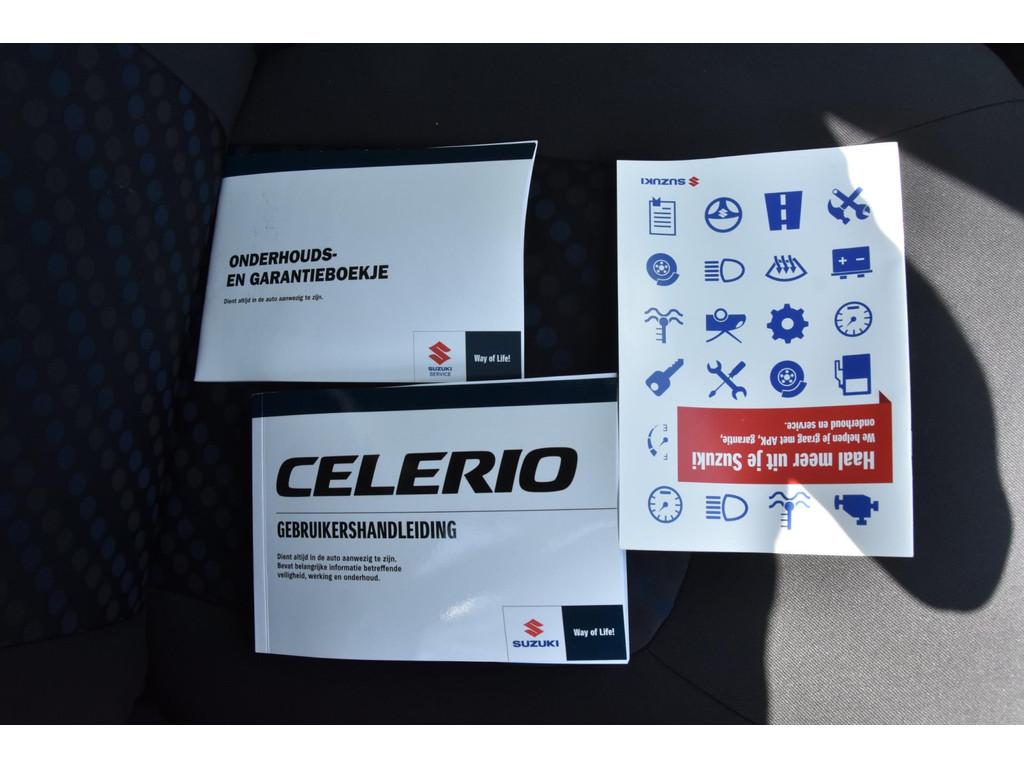 ONDERHOUDS-
EN GARANTIEBOEKJE
Dient altijd in de auto aanwezig te zijn.
SUZUKI
SERVICE
Way of Life!
CELERIO
GEBRUIKERSHANDLEIDING
Dient altijd in de auto aanwezig te zijn.
Bevat belangrijke informatie betreffende
veiligheid, werking en onderhoud.
SUZUKI
Way of Life!
Haal meer uit je Suzuki
We helpen je graag met APK, garantie,
onderhoud en service.
F
E
SUZUKI